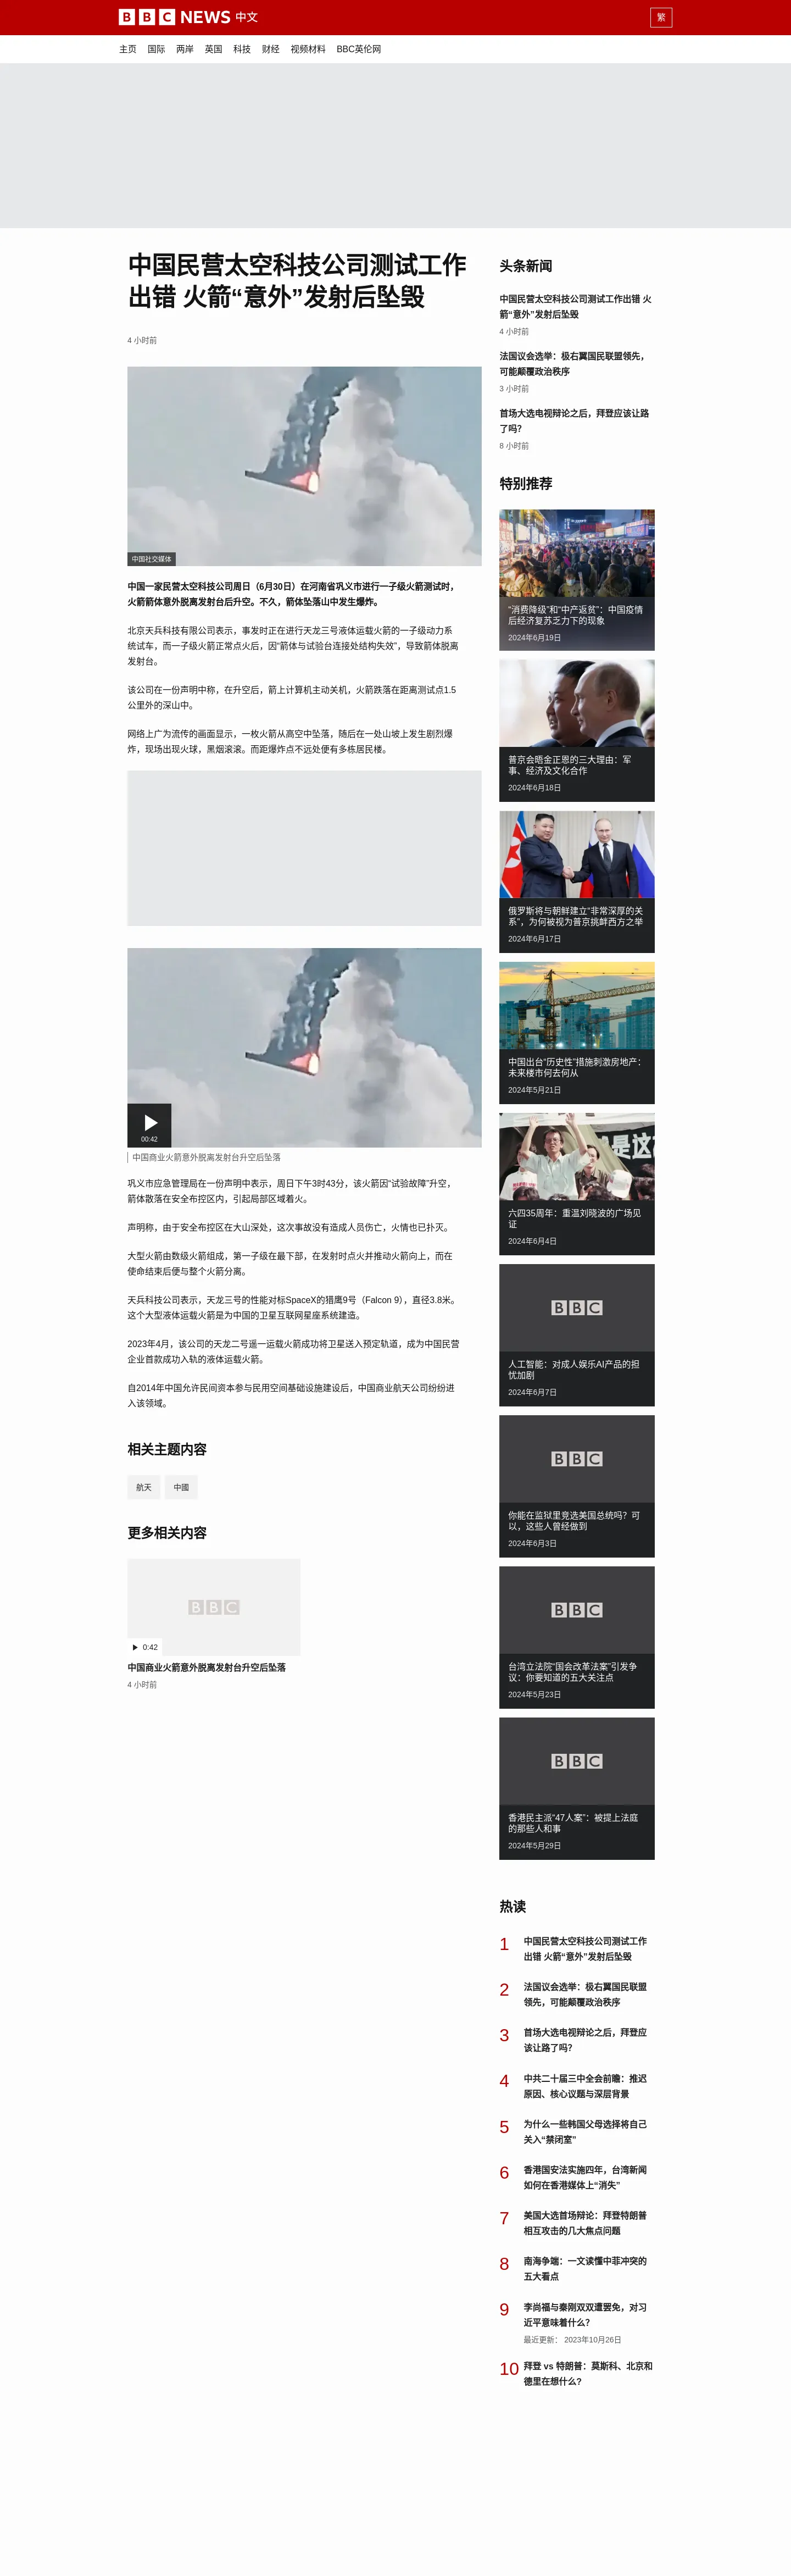 BBC NEWS 中文
繁
主页 国际 两岸 英国 科技 财经 视频材料 BBC英伦网
中国民营太空科技公司测试工作
出错 火箭“意外”发射后坠毁
4 小时前
中国社交媒体
中国一家民营太空科技公司周日（6月30日）在河南省巩义市进行一子级火箭测试时，
火箭箭体意外脱离发射台后升空。不久，箭体坠落山中发生爆炸。
北京天兵科技有限公司表示，事发时正在进行天龙三号液体运载火箭的一子级动力系
统试车，而一子级火箭正常点火后，因“箭体与试验台连接处结构失效”，导致箭体脱离
发射台。
该公司在一份声明中称，在升空后，箭上计算机主动关机，火箭跌落在距离测试点1.5
公里外的深山中。
网络上广为流传的画面显示，一枚火箭从高空中坠落，随后在一处山坡上发生剧烈爆
炸，现场出现火球，黑烟滚滚。而距爆炸点不远处便有多栋居民楼。
00:42
中国商业火箭意外脱离发射台升空后坠落
巩义市应急管理局在一份声明中表示，周日下午3时43分，该火箭因“试验故障”升空，
箭体散落在安全布控区内，引起局部区域着火。
声明称，由于安全布控区在大山深处，这次事故没有造成人员伤亡，火情也已扑灭。
大型火箭由数级火箭组成，第一子级在最下部，在发射时点火并推动火箭向上，而在
使命结束后便与整个火箭分离。
天兵科技公司表示，天龙三号的性能对标SpaceX的猎鹰9号（Falcon 9），直径3.8米。
这个大型液体运载火箭是为中国的卫星互联网星座系统建造。
2023年4月，该公司的天龙二号遥一运载火箭成功将卫星送入预定轨道，成为中国民营
企业首款成功入轨的液体运载火箭。
自2014年中国允许民间资本参与民用空间基础设施建设后，中国商业航天公司纷纷进
入该领域。
相关主题内容
航天 中國
更多相关内容
BBC
0:42
中国商业火箭意外脱离发射台升空后坠落
4 小时前
头条新闻
中国民营太空科技公司测试工作出错 火
箭“意外”发射后坠毁
4 小时前
法国议会选举：极右翼国民联盟领先，
可能颠覆政治秩序
3 小时前
首场大选电视辩论之后，拜登应该让路
了吗？
8 小时前
特别推荐
“消费降级”和“中产返贫”：中国疫情
后经济复苏乏力下的现象
2024年6月19日
普京会晤金正恩的三大理由：军
事、经济及文化合作
2024年6月18日
俄罗斯将与朝鲜建立“非常深厚的关
系”，为何被视为普京挑衅西方之举
2024年6月17日
中国出台“历史性”措施刺激房地产：
未来楼市何去何从
2024年5月21日
六四35周年：重温刘晓波的广场见
证
2024年6月4日
BBC
人工智能：对成人娱乐AI产品的担
忧加剧
2024年6月7日
BBC
你能在监狱里竞选美国总统吗？可
以，这些人曾经做到
2024年6月3日
BBC
台湾立法院“国会改革法案”引发争
议：你要知道的五大关注点
2024年5月23日
BBC
香港民主派“47人案”：被提上法庭
的那些人和事
2024年5月29日
热读
1 中国民营太空科技公司测试工作
出错 火箭“意外”发射后坠毁
2 法国议会选举：极右翼国民联盟
领先，可能颠覆政治秩序
3 首场大选电视辩论之后，拜登应
该让路了吗？
4 中共二十届三中全会前瞻：推迟
原因、核心议题与深层背景
5 为什么一些韩国父母选择将自己
关入“禁闭室”
6 香港国安法实施四年，台湾新闻
如何在香港媒体上“消失”
7 美国大选首场辩论：拜登特朗普
相互攻击的几大焦点问题
8 南海争端：一文读懂中菲冲突的
五大看点
9 李尚福与秦刚双双遭罢免，对习
近平意味着什么？
最近更新： 2023年10月26日
10 拜登 vs 特朗普：莫斯科、北京和
德里在想什么？